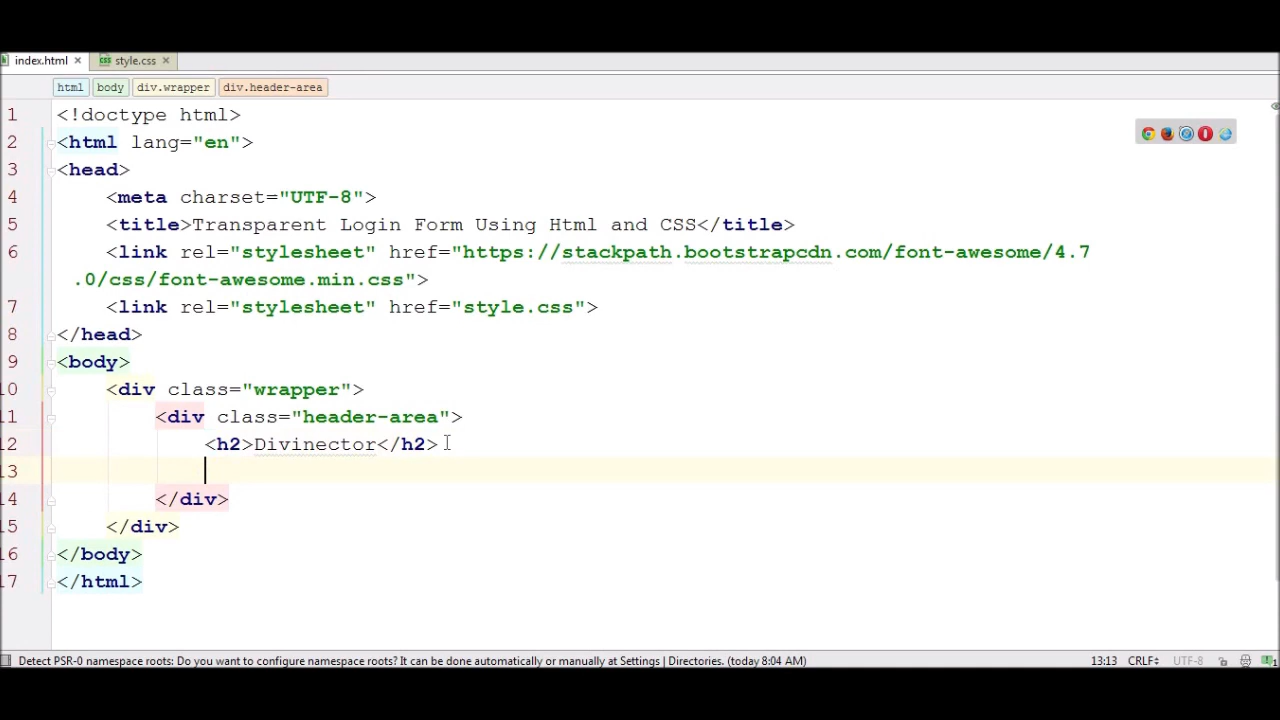 index.html style.css
html body div.wrapper div.header-area
1 <!doctype html>
2 <html lang="en">
3 <head>
4 <meta charset="UTF-8">
5 <title>Transparent Login Form Using Html and CSS</title>
6 <link rel="stylesheet" href="https://stackpath.bootstrapcdn.com/font-awesome/4.7
.0/css/font-awesome.min.css">
7 <link rel="stylesheet" href="style.css">
8 </head>
9 <body>
10 <div class="wrapper">
11 <div class="header-area">
12 <h2>Divinector</h2>
13
14 </div>
15 </div>
16 </body>
17 </html>
Detect PSR-0 namespace roots: Do you want to configure namespace roots? It can be done automatically or manually at Settings | Directories. (today 8:04 AM) 13:13 CRLF UTF-8 1